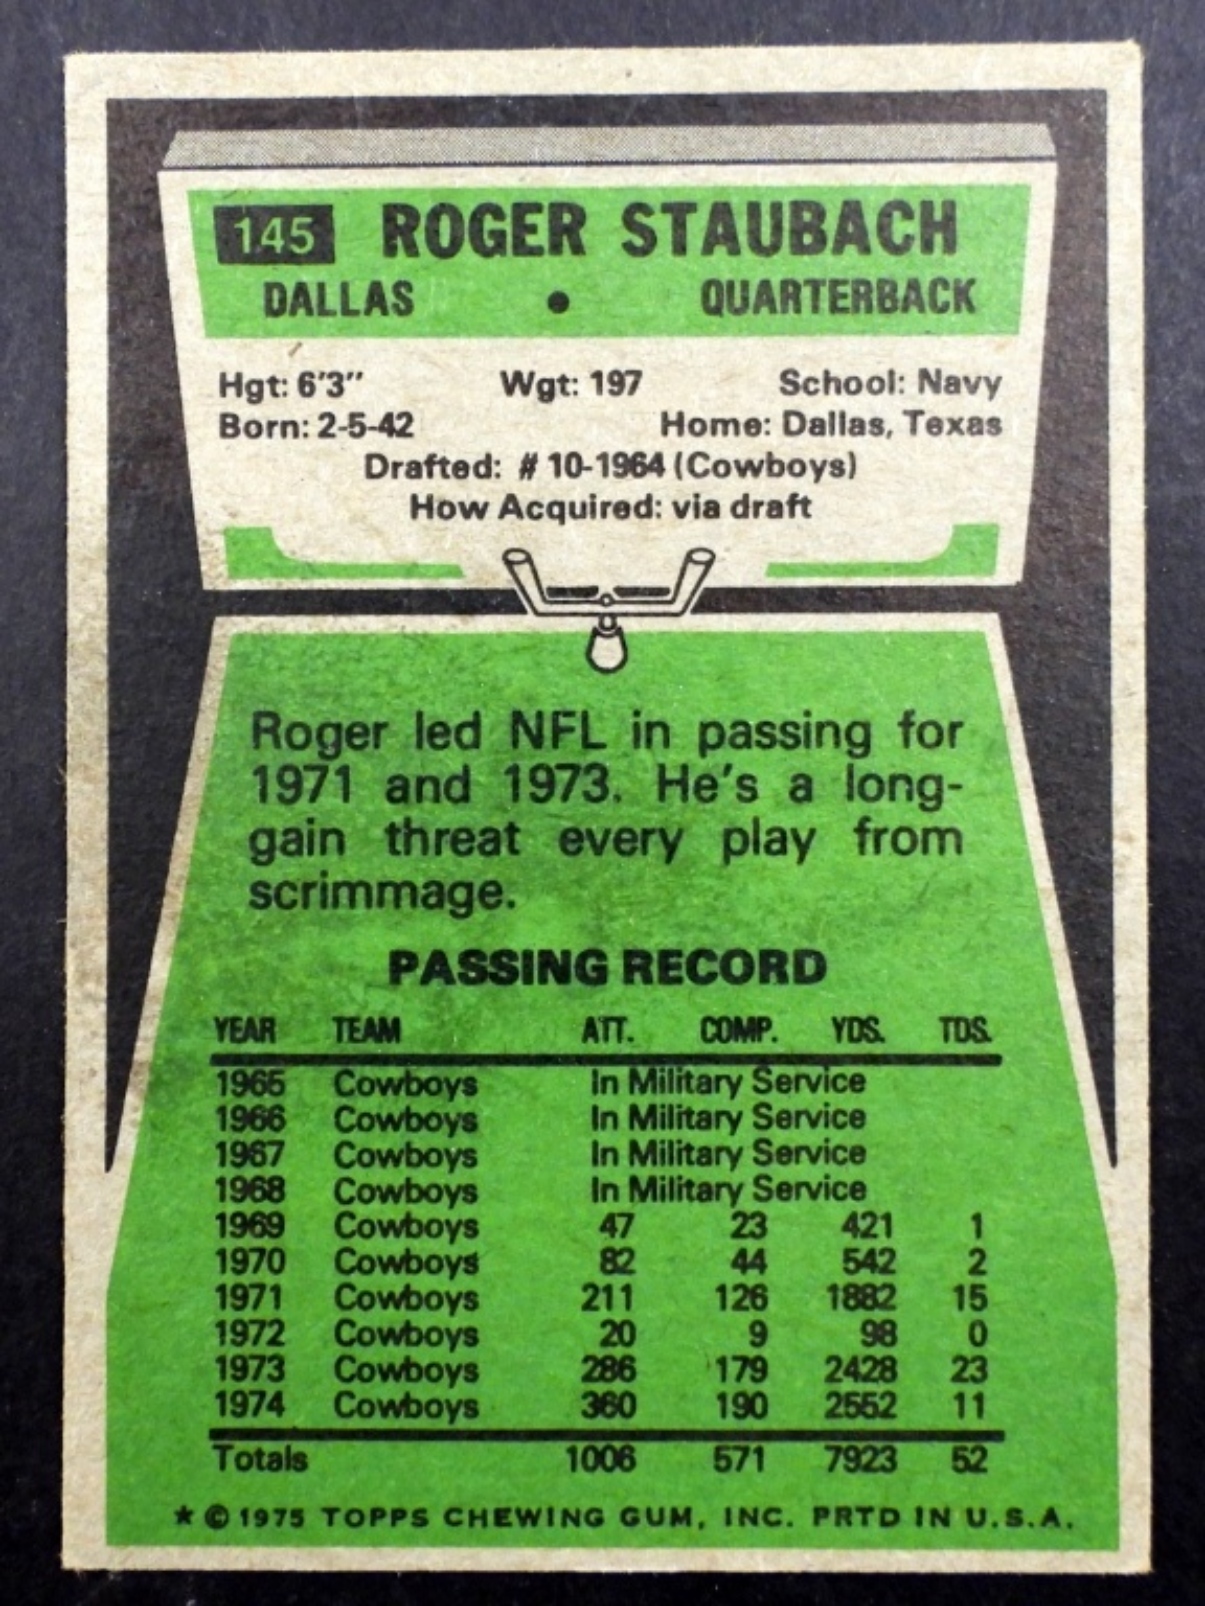 145 ROGER STAUBACH
DALLAS • QUARTERBACK
Hgt: 6'3" Wgt: 197 School: Navy
Born: 2-5-42 Home: Dallas, Texas
Drafted: # 10-1964 (Cowboys)
How Acquired: via draft
Roger led NFL in passing for
1971 and 1973. He's a long-
gain threat every play from
scrimmage.
PASSING RECORD
YEAR TEAM ATT. COMP. YDS. TDS.
1965 Cowboys In Military Service
1966 Cowboys In Military Service
1967 Cowboys In Military Service
1968 Cowboys In Military Service
1969 Cowboys 47 23 421 1
1970 Cowboys 82 44 542 2
1971 Cowboys 211 126 1882 15
1972 Cowboys 20 9 98 0
1973 Cowboys 286 179 2428 23
1974 Cowboys 360 190 2552 11
Totals 1006 571 7923 52
* © 1975 TOPPS CHEWING GUM, INC. PRTD IN U.S.A.